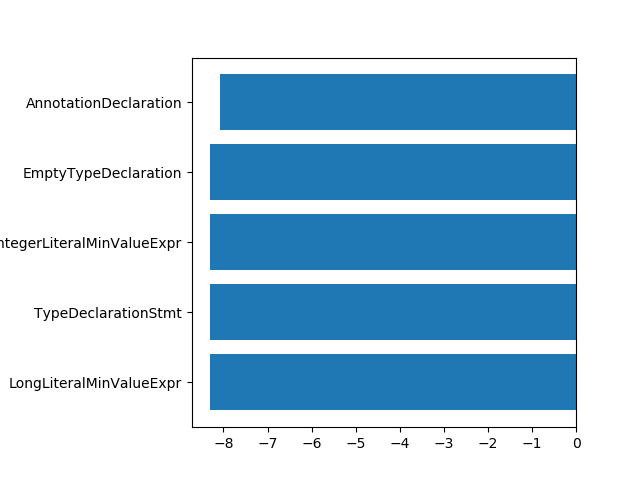 AnnotationDeclaration
EmptyTypeDeclaration
ntegerLiteralMinValueExpr
TypeDeclarationStmt
LongLiteralMinValueExpr
−8 −7 −6 −5 −4 −3 −2 −1 0